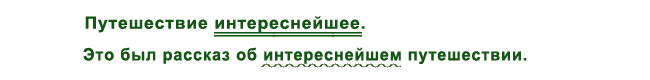 Путешествие интереснейшее.
Это был рассказ об интереснейшем путешествии.